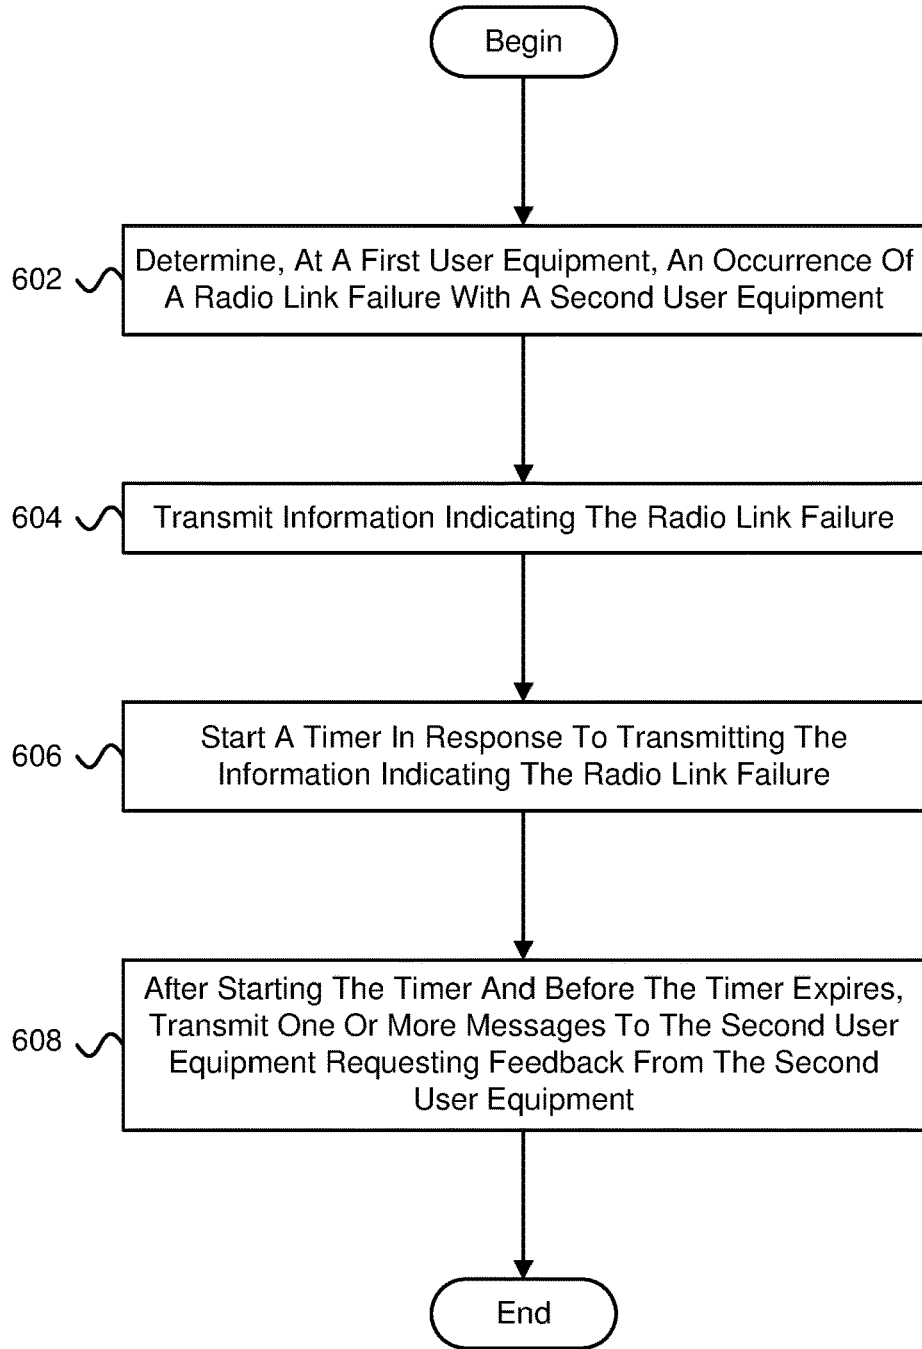 Begin
602
Determine, At A First User Equipment, An Occurrence Of
A Radio Link Failure With A Second User Equipment
604
Transmit Information Indicating The Radio Link Failure
606
Start A Timer In Response To Transmitting The
Information Indicating The Radio Link Failure
608
After Starting The Timer And Before The Timer Expires,
Transmit One Or More Messages To The Second User
Equipment Requesting Feedback From The Second
User Equipment
End